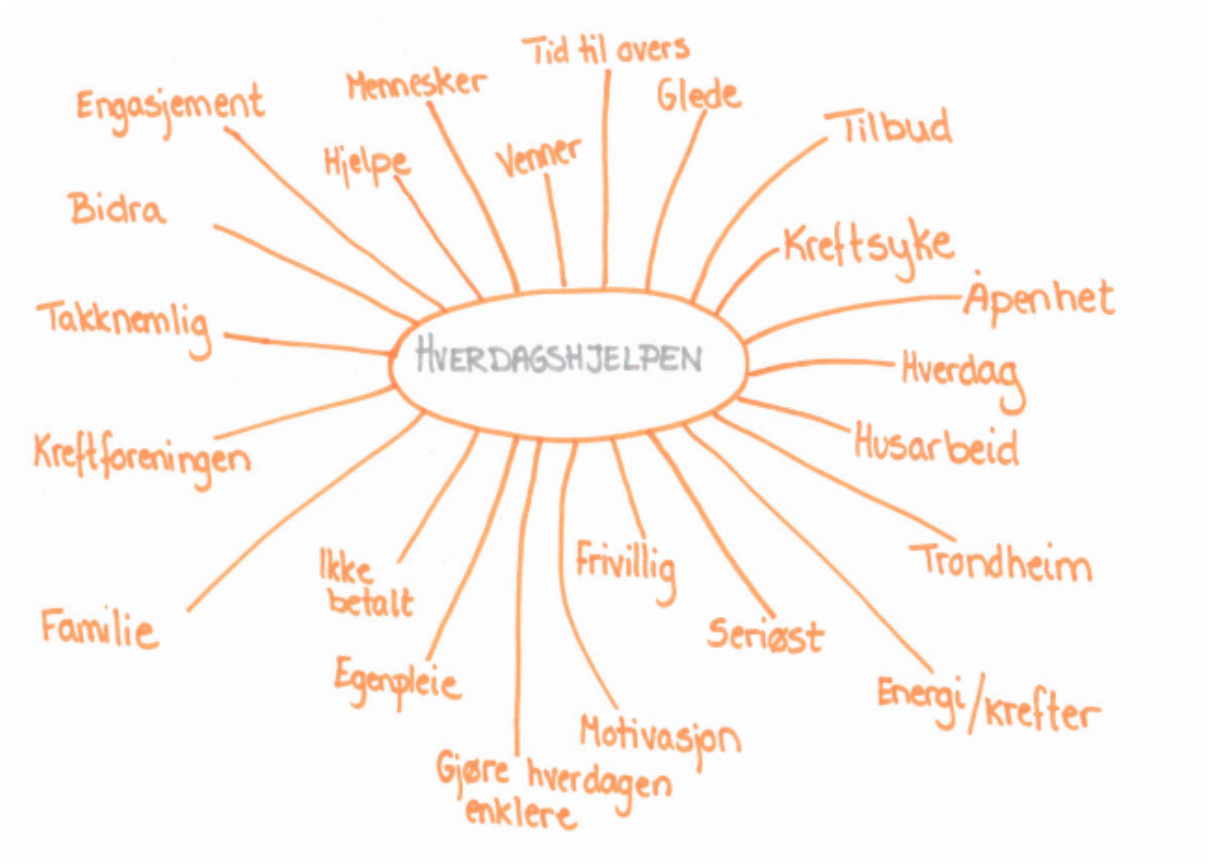 Tid til overs
Mennesker
Glede
Engasjement
Tilbud
Hjelpe
Venner
Bidra
Kreftsyke
Åpenhet
Takknemlig
HVERDAGSHJELPEN
Hverdag
Husarbeid
Kreftforeningen
Trondheim
Ikke
betalt
Frivillig
Familie
Seriøst
Egenpleie
Energi/krefter
Motivasjon
Gjøre hverdagen
enklere